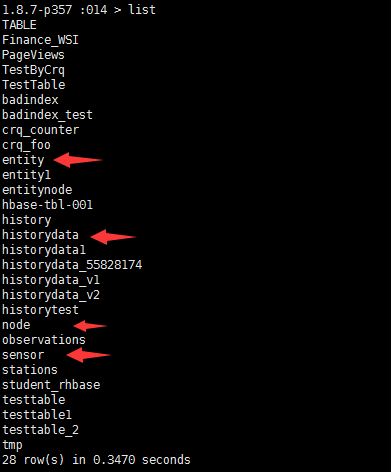 1.8.7-p357 :014 > list
TABLE
Finance_WSI
PageViews
TestByCrq
TestTable
badindex
badindex_test
crq_counter
crq_foo
entity
entity1
entitynode
hbase-tbl-001
history
historydata
historydata1
historydata_55828174
historydata_v1
historydata_v2
historytest
node
observations
sensor
stations
student_rhbase
testtable
testtable1
testtable_2
tmp
28 row(s) in 0.3470 seconds